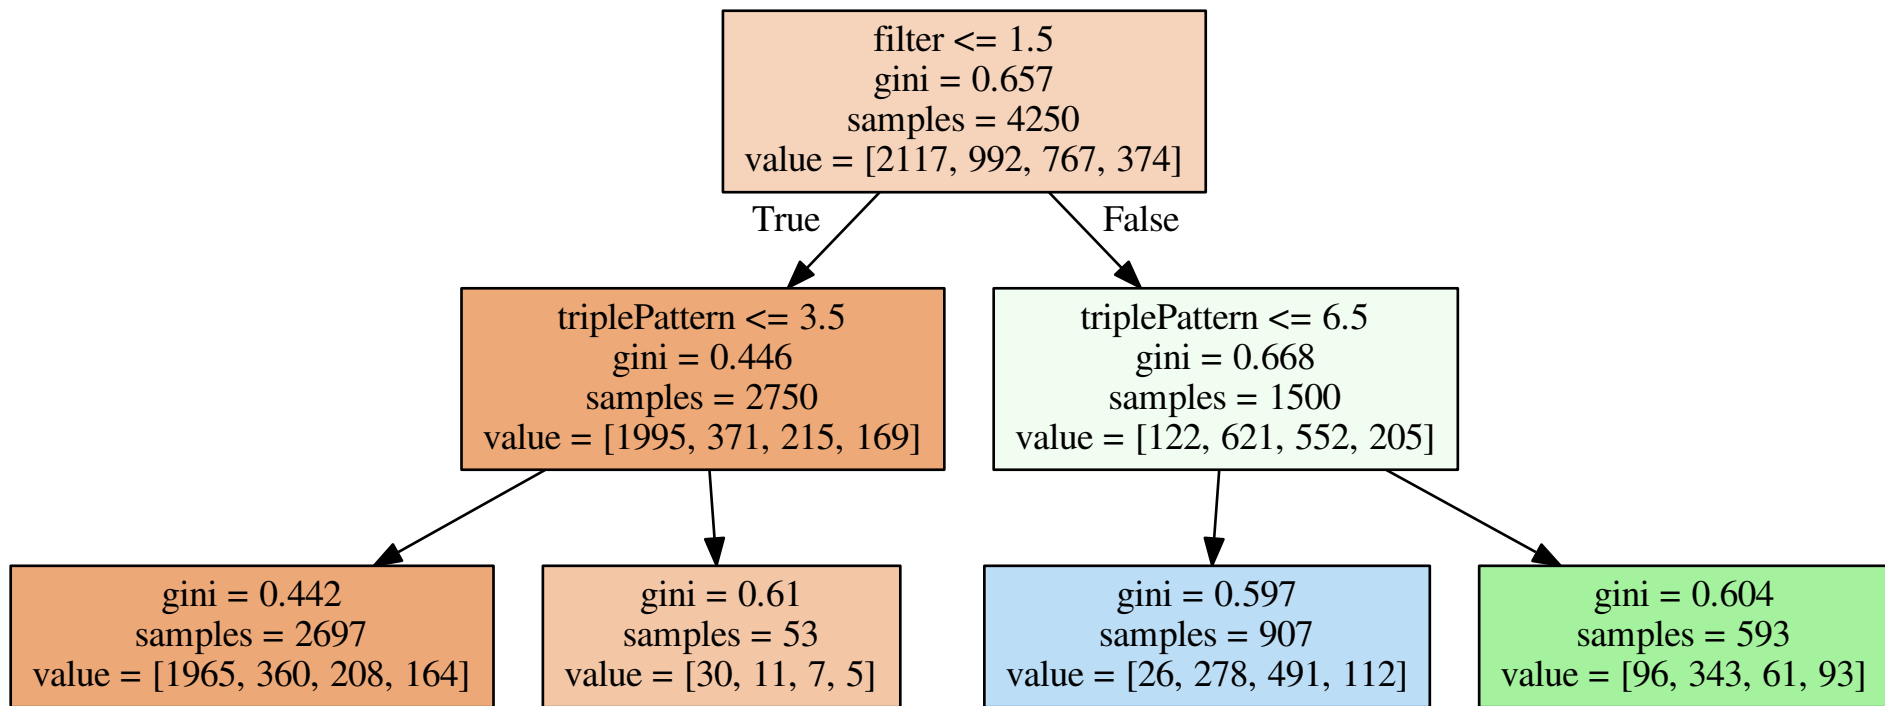 filter <= 1.5
gini = 0.657
samples = 4250
value = [2117, 992, 767, 374]
True
False
triplePattern <= 3.5
gini = 0.446
samples = 2750
value = [1995, 371, 215, 169]
triplePattern <= 6.5
gini = 0.668
samples = 1500
value = [122, 621, 552, 205]
gini = 0.442
samples = 2697
value = [1965, 360, 208, 164]
gini = 0.61
samples = 53
value = [30, 11, 7, 5]
gini = 0.597
samples = 907
value = [26, 278, 491, 112]
gini = 0.604
samples = 593
value = [96, 343, 61, 93]